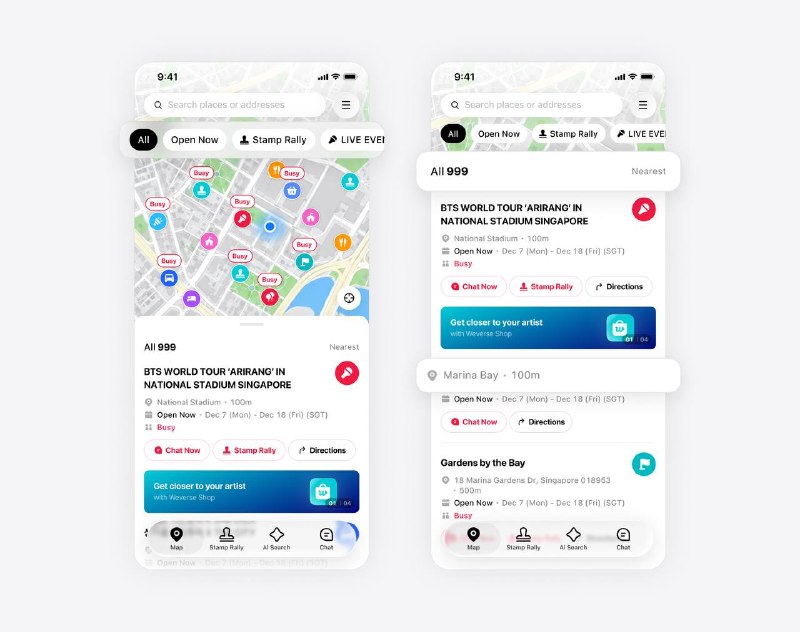 9:41
Search places or addresses
All
Open Now
Stamp Rally
LIVE EVE
Busy
Busy
Busy
Busy
Busy
Busy
Busy
Busy
All 999
Nearest
BTS WORLD TOUR ‘ARIRANG’ IN
NATIONAL STADIUM SINGAPORE
National Stadium · 100m
Open Now · Dec 7 (Mon) - Dec 18 (Fri) (SGT)
Busy
Chat Now
Stamp Rally
Directions
Get closer to your artist
with Weverse Shop
01 | 04
Map
Stamp Rally
AI Search
Chat
9:41
Search places or addresses
All
Open Now
Stamp Rally
LIVE EVE
All 999
Nearest
BTS WORLD TOUR ‘ARIRANG’ IN
NATIONAL STADIUM SINGAPORE
National Stadium · 100m
Open Now · Dec 7 (Mon) - Dec 18 (Fri) (SGT)
Busy
Chat Now
Stamp Rally
Directions
Get closer to your artist
with Weverse Shop
01 | 04
Marina Bay · 100m
Open Now · Dec 7 (Mon) - Dec 18 (Fri) (SGT)
Chat Now
Directions
Gardens by the Bay
18 Marina Gardens Dr, Singapore 018953
· 500m
Open Now · Dec 7 (Mon) - Dec 18 (Fri) (SGT)
Busy
Map
Stamp Rally
AI Search
Chat